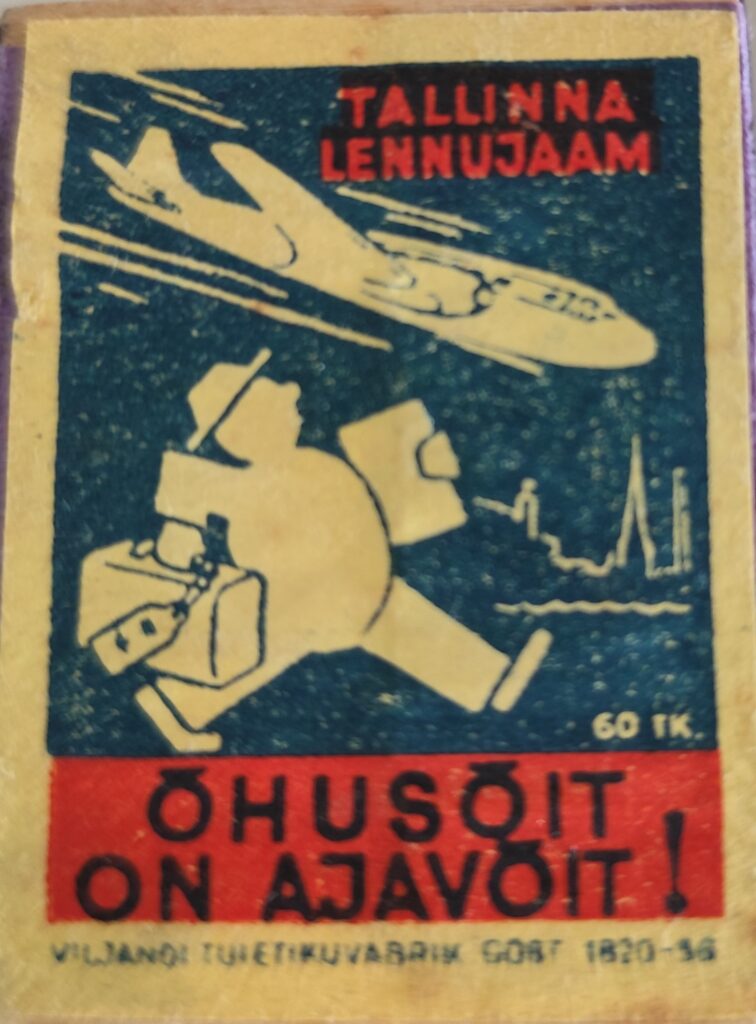 TALLINNA
LENNUJAAM
60 TK.
ÕHUSÕIT
ON AJAVÕIT!
VILJANDI TULETIKUVABRIK GOST 1820-56